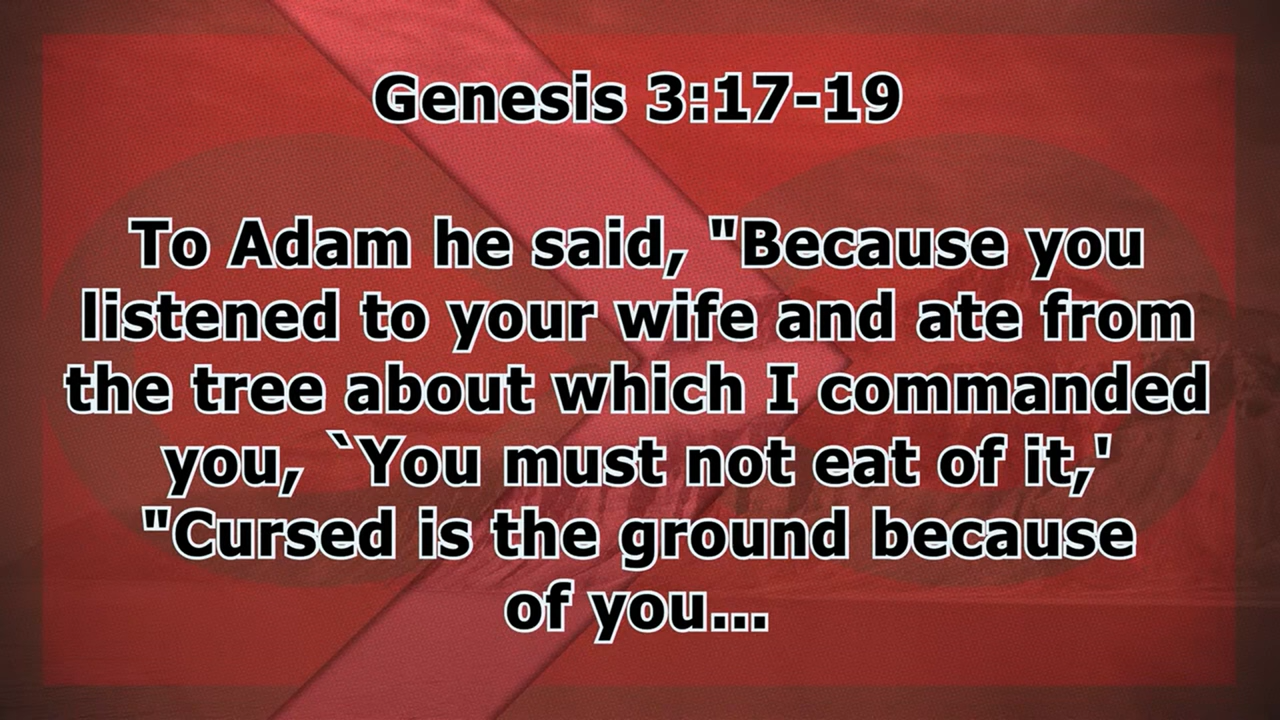 Genesis 3:17-19
To Adam he said, "Because you
listened to your wife and ate from
the tree about which I commanded
you, `You must not eat of it,'
"Cursed is the ground because
of you...